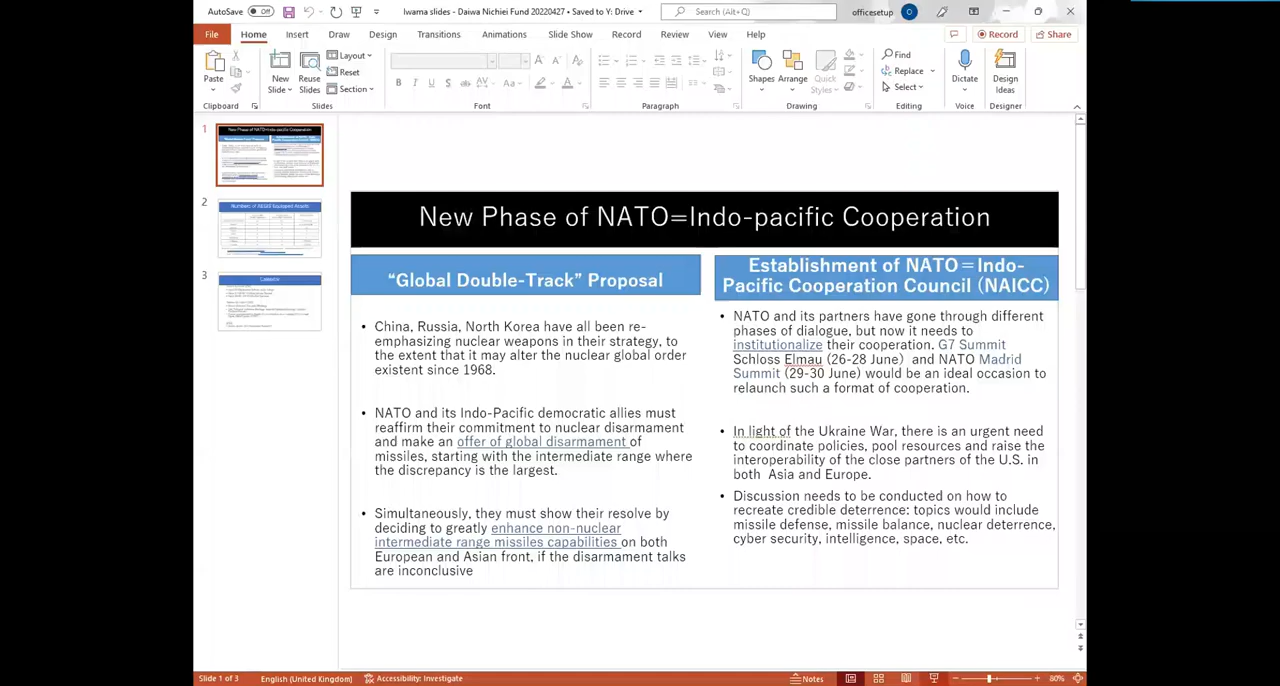 AutoSave Off Iwama slides - Daiwa Nichiei Fund 20220427 • Saved to Y: Drive Search (Alt+Q) officesetup
File Home Insert Draw Design Transitions Animations Slide Show Record Review View Help Record Share
Paste
New Slide
Reuse Slides
Layout
Reset
Section
Shapes Arrange Quick Styles
Find
Replace
Select
Dictate
Design Ideas
Clipboard Slides Font Paragraph Drawing Editing Voice Designer
1
New Phase of NATO=Indo-pacific Cooperation
2
Numbers of AEGIS Equipped Assets
3
New Phase of NATO=Indo-pacific Cooperation
“Global Double-Track” Proposal
• China, Russia, North Korea have all been re-
emphasizing nuclear weapons in their strategy, to
the extent that it may alter the nuclear global order
existent since 1968.
• NATO and its Indo-Pacific democratic allies must
reaffirm their commitment to nuclear disarmament
and make an offer of global disarmament of
missiles, starting with the intermediate range where
the discrepancy is the largest.
• Simultaneously, they must show their resolve by
deciding to greatly enhance non-nuclear
intermediate range missiles capabilities on both
European and Asian front, if the disarmament talks
are inconclusive
Establishment of NATO=Indo-
Pacific Cooperation Council (NAICC)
• NATO and its partners have gone through different
phases of dialogue, but now it needs to
institutionalize their cooperation. G7 Summit
Schloss Elmau (26-28 June) and NATO Madrid
Summit (29-30 June) would be an ideal occasion to
relaunch such a format of cooperation.
• In light of the Ukraine War, there is an urgent need
to coordinate policies, pool resources and raise the
interoperability of the close partners of the U.S. in
both Asia and Europe.
• Discussion needs to be conducted on how to
recreate credible deterrence: topics would include
missile defense, missile balance, nuclear deterrence,
cyber security, intelligence, space, etc.
Slide 1 of 3 English (United Kingdom) Accessibility: Investigate Notes 80%